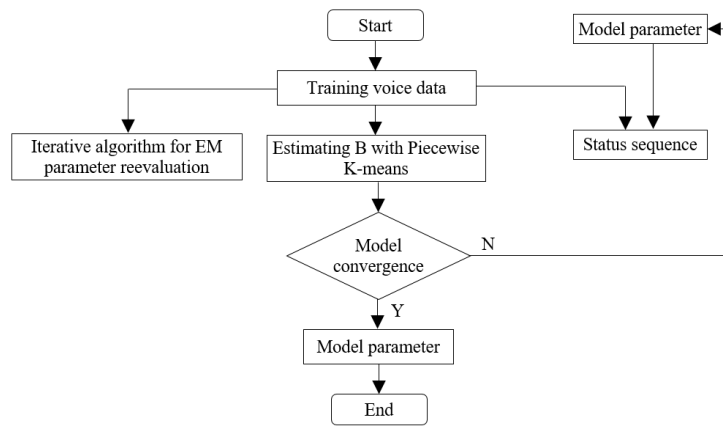 Start
Model parameter
Training voice data
Iterative algorithm for EM
parameter reevaluation
Estimating B with Piecewise
K-means
Status sequence
Model
convergence
N
Y
Model parameter
End